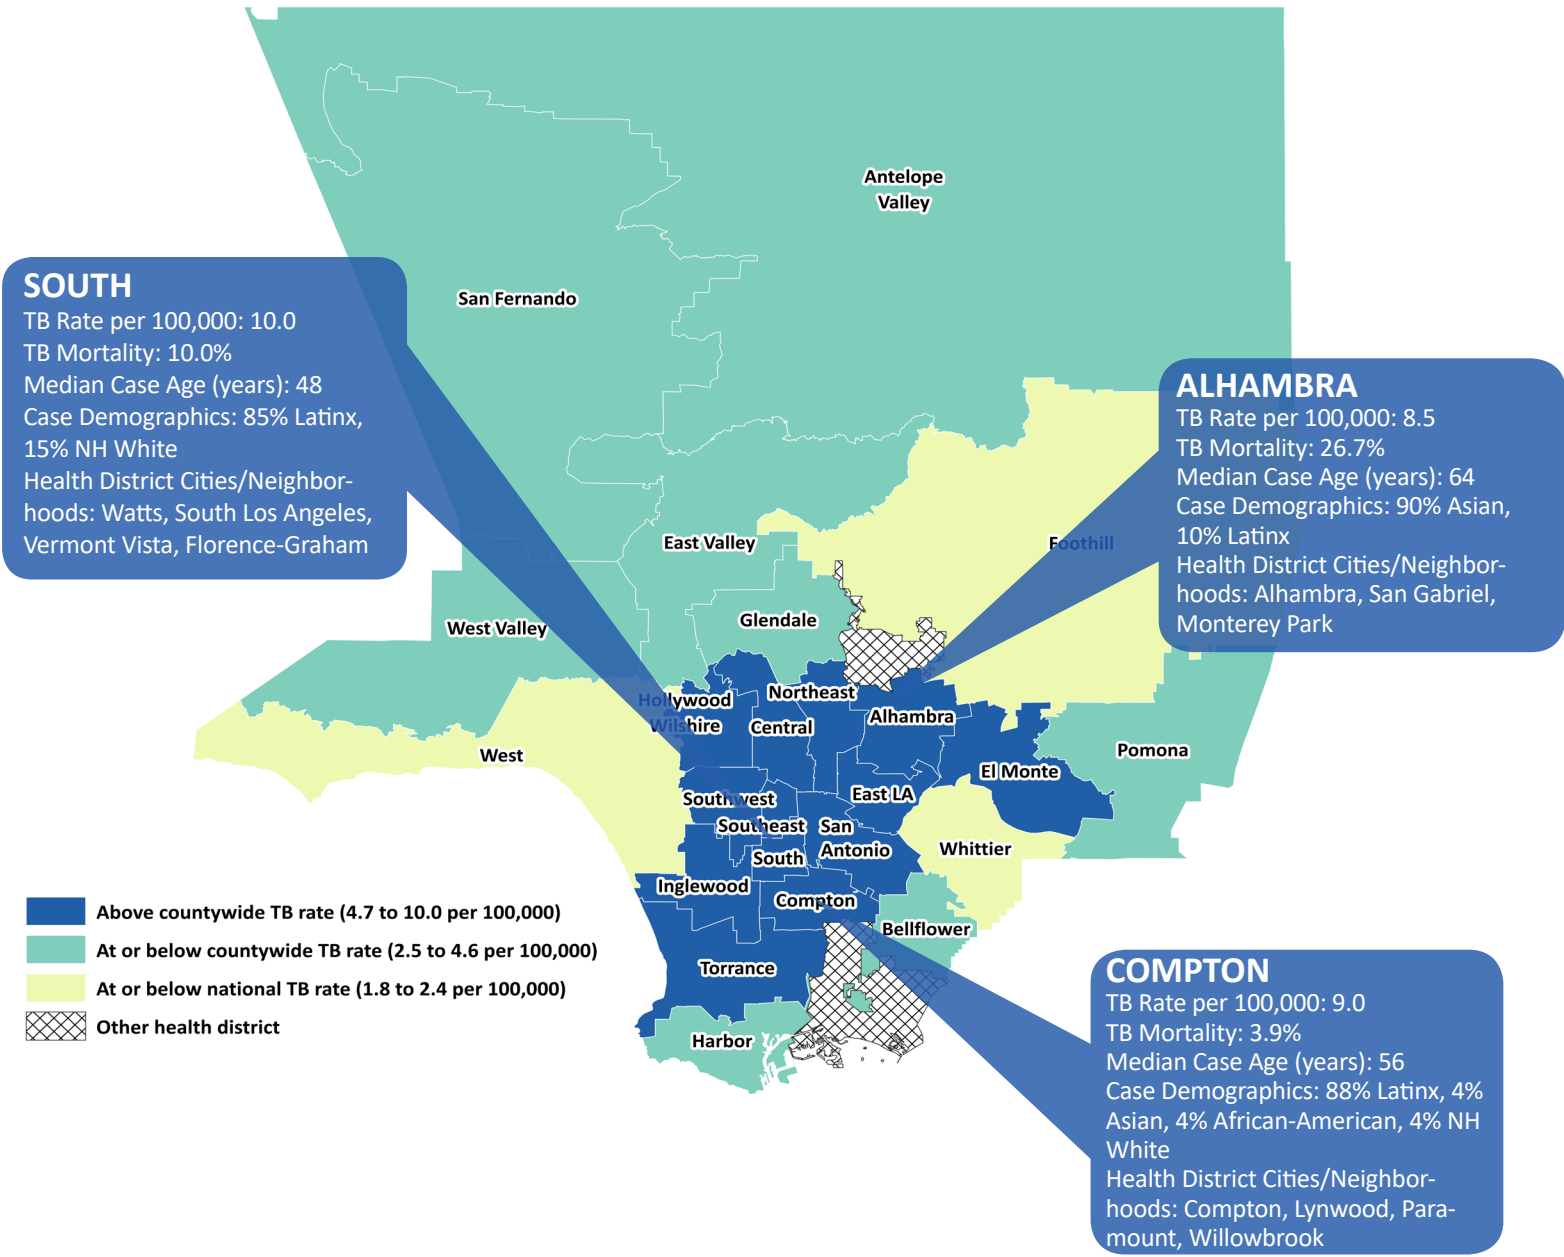 Antelope
Valley
San Fernando
SOUTH
TB Rate per 100,000: 10.0
TB Mortality: 10.0%
Median Case Age (years): 48
Case Demographics: 85% Latinx,
15% NH White
Health District Cities/Neighbor-
hoods: Watts, South Los Angeles,
Vermont Vista, Florence-Graham
ALHAMBRA
TB Rate per 100,000: 8.5
TB Mortality: 26.7%
Median Case Age (years): 64
Case Demographics: 90% Asian,
10% Latinx
Health District Cities/Neighbor-
hoods: Alhambra, San Gabriel,
Monterey Park
East Valley
Foothill
Glendale
West Valley
Hollywood
Wilshire
Northeast
Central
Alhambra
West
Pomona
El Monte
Southwest
East LA
Southeast
San
Antonio
South
Whittier
Inglewood
Compton
Bellflower
Torrance
Harbor
Above countywide TB rate (4.7 to 10.0 per 100,000)
At or below countywide TB rate (2.5 to 4.6 per 100,000)
At or below national TB rate (1.8 to 2.4 per 100,000)
Other health district
COMPTON
TB Rate per 100,000: 9.0
TB Mortality: 3.9%
Median Case Age (years): 56
Case Demographics: 88% Latinx, 4%
Asian, 4% African-American, 4% NH
White
Health District Cities/Neighbor-
hoods: Compton, Lynwood, Para-
mount, Willowbrook